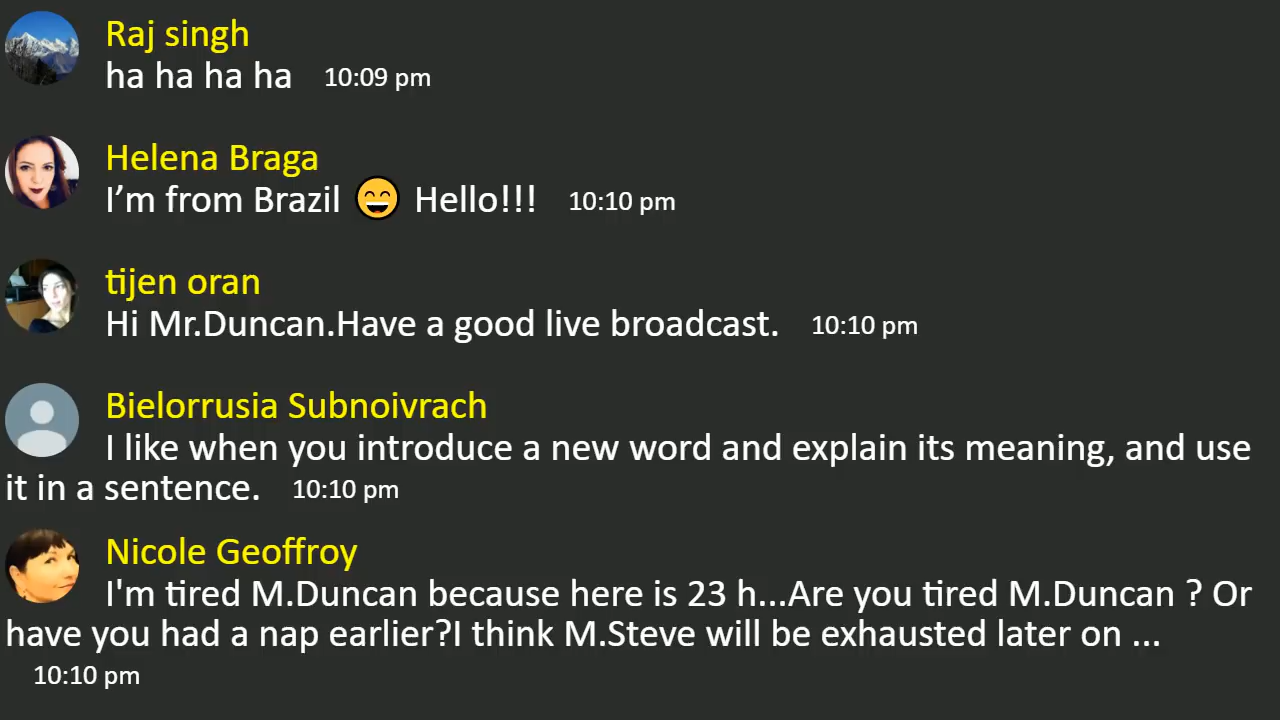 Raj singh
ha ha ha ha 10:09 pm
Helena Braga
I’m from Brazil 😄 Hello!!! 10:10 pm
tijen oran
Hi Mr.Duncan.Have a good live broadcast. 10:10 pm
Bielorrusia Subnoivrach
I like when you introduce a new word and explain its meaning, and use
it in a sentence. 10:10 pm
Nicole Geoffroy
I'm tired M.Duncan because here is 23 h...Are you tired M.Duncan ? Or
have you had a nap earlier?I think M.Steve will be exhausted later on ...
10:10 pm